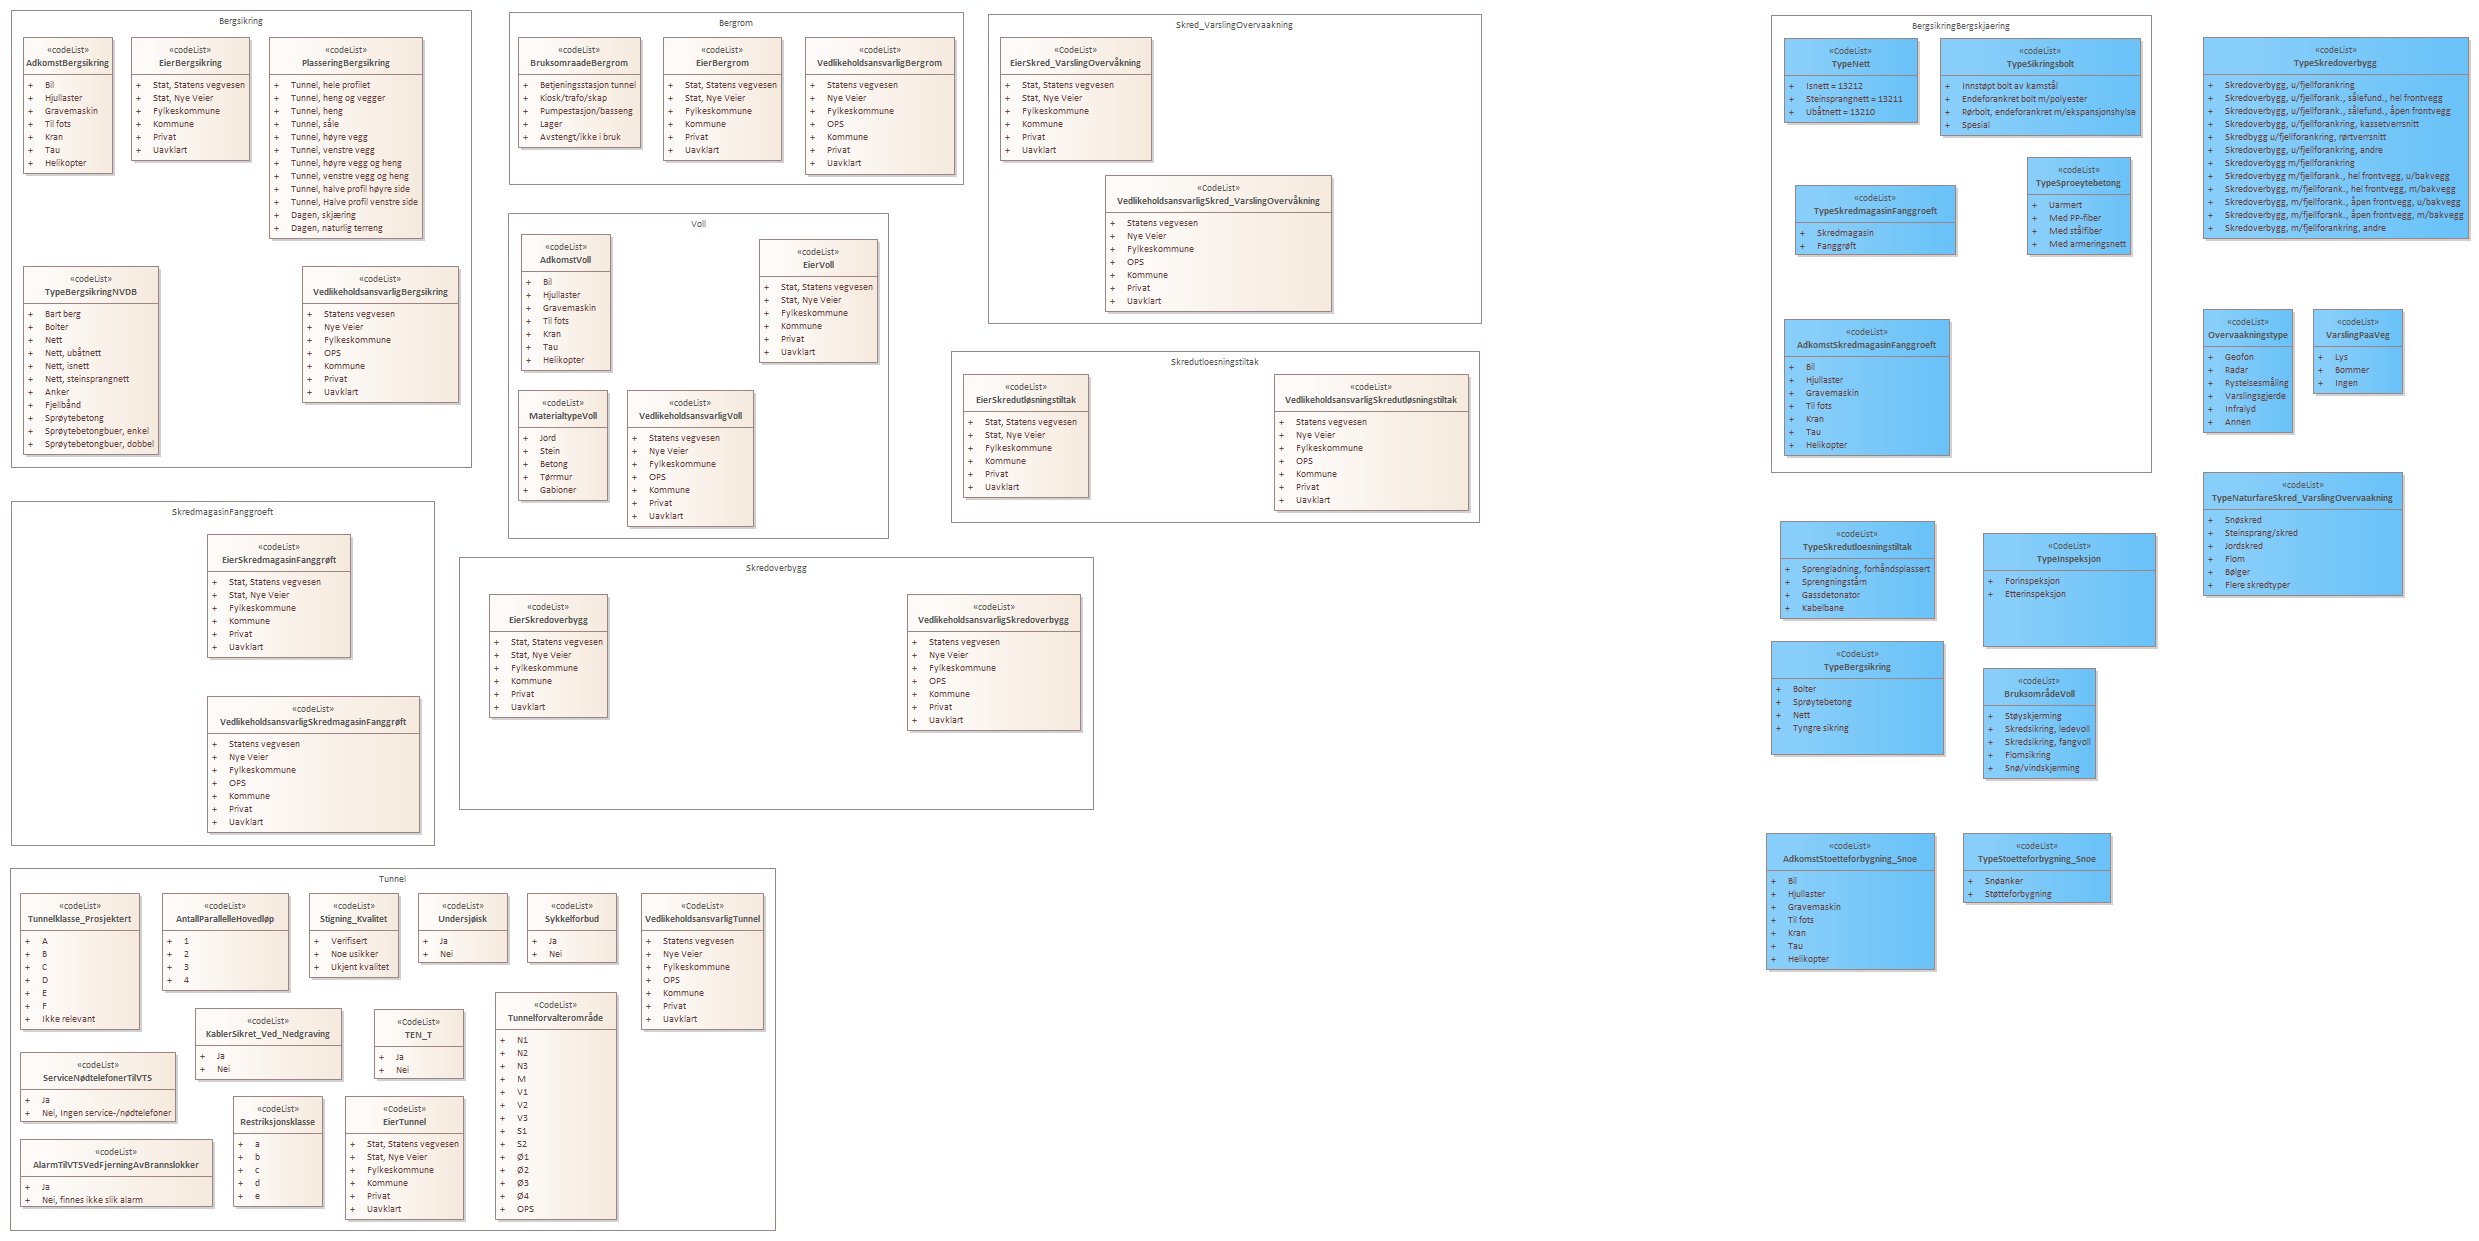 Bergsikring
«codeList»
AdkomstBergsikring
+ Bil
+ Hjullaster
+ Gravemaskin
+ Til fots
+ Kran
+ Tau
+ Helikopter
«codeList»
EierBergsikring
+ Stat, Statens vegvesen
+ Stat, Nye Veier
+ Fylkeskommune
+ Kommune
+ Privat
+ Uavklart
«codeList»
PlasseringBergsikring
+ Tunnel, hele profilet
+ Tunnel, heng og vegger
+ Tunnel, heng
+ Tunnel, såle
+ Tunnel, høyre vegg
+ Tunnel, venstre vegg
+ Tunnel, høyre vegg og heng
+ Tunnel, venstre vegg og heng
+ Tunnel, halve profil høyre side
+ Tunnel, Halve profil venstre side
+ Dagen, skjæring
+ Dagen, naturlig terreng
«codeList»
TypeBergsikringNVDB
+ Bart berg
+ Bolter
+ Nett
+ Nett, ubåtnett
+ Nett, isnett
+ Nett, steinsprangnett
+ Anker
+ Fjellbånd
+ Sprøytebetong
+ Sprøytebetongbuer, enkel
+ Sprøytebetongbuer, dobbel
«codeList»
VedlikeholdsansvarligBergsikring
+ Statens vegvesen
+ Nye Veier
+ Fylkeskommune
+ OPS
+ Kommune
+ Privat
+ Uavklart
Bergrom
«codeList»
BruksomraadeBergrom
+ Betjeningsstasjon tunnel
+ Kiosk/trafo/skap
+ Pumpestasjon/basseng
+ Lager
+ Avstengt/ikke i bruk
«codeList»
EierBergrom
+ Stat, Statens vegvesen
+ Stat, Nye Veier
+ Fylkeskommune
+ Kommune
+ Privat
+ Uavklart
«codeList»
VedlikeholdsansvarligBergrom
+ Statens vegvesen
+ Nye Veier
+ Fylkeskommune
+ OPS
+ Kommune
+ Privat
+ Uavklart
Voll
«codeList»
AdkomstVoll
+ Bil
+ Hjullaster
+ Gravemaskin
+ Til fots
+ Kran
+ Tau
+ Helikopter
«codeList»
EierVoll
+ Stat, Statens vegvesen
+ Stat, Nye Veier
+ Fylkeskommune
+ Kommune
+ Privat
+ Uavklart
«codeList»
MaterialtypeVoll
+ Jord
+ Stein
+ Betong
+ Tørrmur
+ Gabioner
«codeList»
VedlikeholdsansvarligVoll
+ Statens vegvesen
+ Nye Veier
+ Fylkeskommune
+ OPS
+ Kommune
+ Privat
+ Uavklart
Skred_VarslingOvervaakning
«CodeList»
EierSkred_VarslingOvervåkning
+ Stat, Statens vegvesen
+ Stat, Nye Veier
+ Fylkeskommune
+ Kommune
+ Privat
+ Uavklart
«CodeList»
VedlikeholdsansvarligSkred_VarslingOvervåkning
+ Statens vegvesen
+ Nye Veier
+ Fylkeskommune
+ OPS
+ Kommune
+ Privat
+ Uavklart
Skredutloesningstiltak
«codeList»
EierSkredutløsningstiltak
+ Stat, Statens vegvesen
+ Stat, Nye Veier
+ Fylkeskommune
+ Kommune
+ Privat
+ Uavklart
«codeList»
VedlikeholdsansvarligSkredutløsningstiltak
+ Statens vegvesen
+ Nye Veier
+ Fylkeskommune
+ OPS
+ Kommune
+ Privat
+ Uavklart
SkredmagasinFanggroeft
«codeList»
EierSkredmagasinFanggrøft
+ Stat, Statens vegvesen
+ Stat, Nye Veier
+ Fylkeskommune
+ Kommune
+ Privat
+ Uavklart
«codeList»
VedlikeholdsansvarligSkredmagasinFanggrøft
+ Statens vegvesen
+ Nye Veier
+ Fylkeskommune
+ OPS
+ Kommune
+ Privat
+ Uavklart
Skredoverbygg
«codeList»
EierSkredoverbygg
+ Stat, Statens vegvesen
+ Stat, Nye Veier
+ Fylkeskommune
+ Kommune
+ Privat
+ Uavklart
«codeList»
VedlikeholdsansvarligSkredoverbygg
+ Statens vegvesen
+ Nye Veier
+ Fylkeskommune
+ OPS
+ Kommune
+ Privat
+ Uavklart
Tunnel
«codeList»
Tunnelklasse_Prosjektert
+ A
+ B
+ C
+ D
+ E
+ F
+ Ikke relevant
«codeList»
AntallParallelleHovedløp
+ 1
+ 2
+ 3
+ 4
«codeList»
Stigning_Kvalitet
+ Verifisert
+ Noe usikker
+ Ukjent kvalitet
«codeList»
Undersjøisk
+ Ja
+ Nei
«codeList»
Sykkelforbud
+ Ja
+ Nei
«CodeList»
VedlikeholdsansvarligTunnel
+ Statens vegvesen
+ Nye Veier
+ Fylkeskommune
+ OPS
+ Kommune
+ Privat
+ Uavklart
«codeList»
KablerSikret_Ved_Nedgraving
+ Ja
+ Nei
«CodeList»
TEN_T
+ Ja
+ Nei
«CodeList»
Tunnelforvalterområde
+ N1
+ N2
+ N3
+ M
+ V1
+ V2
+ V3
+ S1
+ S2
+ Ø1
+ Ø2
+ Ø3
+ Ø4
+ OPS
«codeList»
ServiceNødtelefonerTilVTS
+ Ja
+ Nei, Ingen service-/nødtelefoner
«codeList»
Restriksjonsklasse
+ a
+ b
+ c
+ d
+ e
«CodeList»
EierTunnel
+ Stat, Statens vegvesen
+ Stat, Nye Veier
+ Fylkeskommune
+ Kommune
+ Privat
+ Uavklart
«codeList»
AlarmTilVTSVedFjerningAvBrannslokker
+ Ja
+ Nei, finnes ikke slik alarm
BergsikringBergskjaering
«CodeList»
TypeNett
+ Isnett = 13212
+ Steinsprangnett = 13211
+ Ubåtnett = 13210
«codeList»
TypeSikringsbolt
+ Innstøpt bolt av kamstål
+ Endeforankret bolt m/polyester
+ Rørbolt, endeforankret m/ekspansjonshylse
+ Spesial
«codeList»
TypeSkredmagasinFanggroeft
+ Skredmagasin
+ Fanggrøft
«codeList»
TypeSproeytebetong
+ Uarmert
+ Med PP-fiber
+ Med stålfiber
+ Med armeringsnett
«codeList»
AdkomstSkredmagasinFanggroeft
+ Bil
+ Hjullaster
+ Gravemaskin
+ Til fots
+ Kran
+ Tau
+ Helikopter
«codeList»
TypeSkredoverbygg
+ Skredoverbygg, u/fjellforankring
+ Skredoverbygg, u/fjellforank., sålefund., hel frontvegg
+ Skredoverbygg, u/fjellforank., sålefund., åpen frontvegg
+ Skredoverbygg, u/fjellforankring, kassetverrsnitt
+ Skredbygg u/fjellforankring, rørtverrsnitt
+ Skredoverbygg, u/fjellforankring, andre
+ Skredoverbygg m/fjellforankring
+ Skredoverbygg m/fjellforank., hel frontvegg, u/bakvegg
+ Skredoverbygg, m/fjellforank., hel frontvegg, m/bakvegg
+ Skredoverbygg, m/fjellforank., åpen frontvegg, u/bakvegg
+ Skredoverbygg, m/fjellforank., åpen frontvegg, m/bakvegg
+ Skredoverbygg, m/fjellforankring, andre
«codeList»
Overvaakningstype
+ Geofon
+ Radar
+ Rystelsesmåling
+ Varslingsgjerde
+ Infralyd
+ Annen
«codeList»
VarslingPaaVeg
+ Lys
+ Bommer
+ Ingen
«codeList»
TypeNaturfareSkred_VarslingOvervaakning
+ Snøskred
+ Steinsprang/skred
+ Jordskred
+ Flom
+ Bølger
+ Flere skredtyper
«codeList»
TypeSkredutloesningstiltak
+ Sprengladning, forhåndsplassert
+ Sprengningstårn
+ Gassdetonator
+ Kabelbane
«CodeList»
TypeInspeksjon
+ Forinspeksjon
+ Etterinspeksjon
«CodeList»
TypeBergsikring
+ Bolter
+ Sprøytebetong
+ Nett
+ Tyngre sikring
«codeList»
BruksområdeVoll
+ Støyskjerming
+ Skredsikring, ledevoll
+ Skredsikring, fangvoll
+ Flomsikring
+ Snø/vindskjerming
«codeList»
AdkomstStoetteforbygning_Snoe
+ Bil
+ Hjullaster
+ Gravemaskin
+ Til fots
+ Kran
+ Tau
+ Helikopter
«codeList»
TypeStoetteforbygning_Snoe
+ Snøanker
+ Støtteforbygning